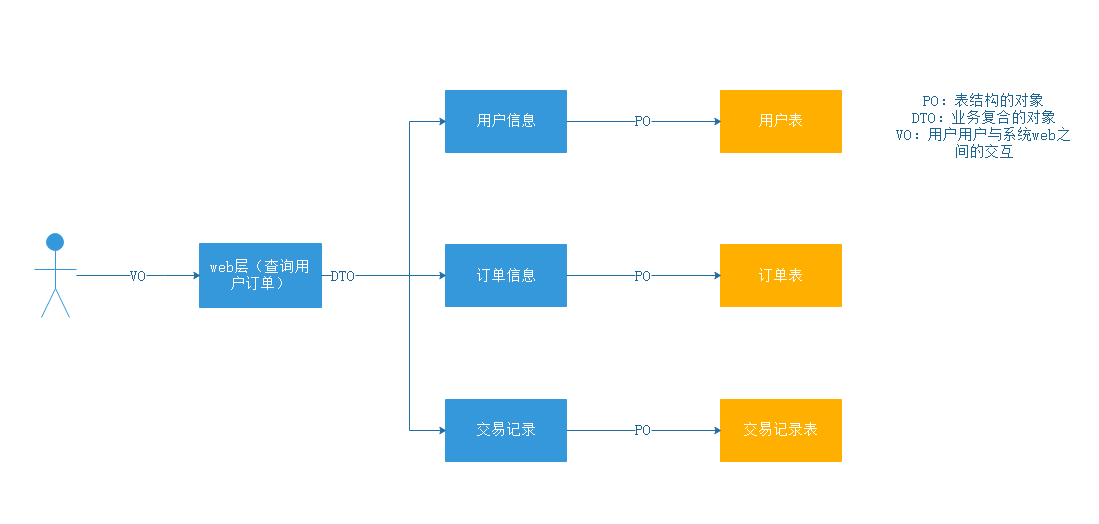 用户信息
PO
用户表
PO：表结构的对象
DTO：业务复合的对象
VO：用户用户与系统web之
间的交互
VO
web层（查询用
户订单）
DTO
订单信息
PO
订单表
交易记录
PO
交易记录表